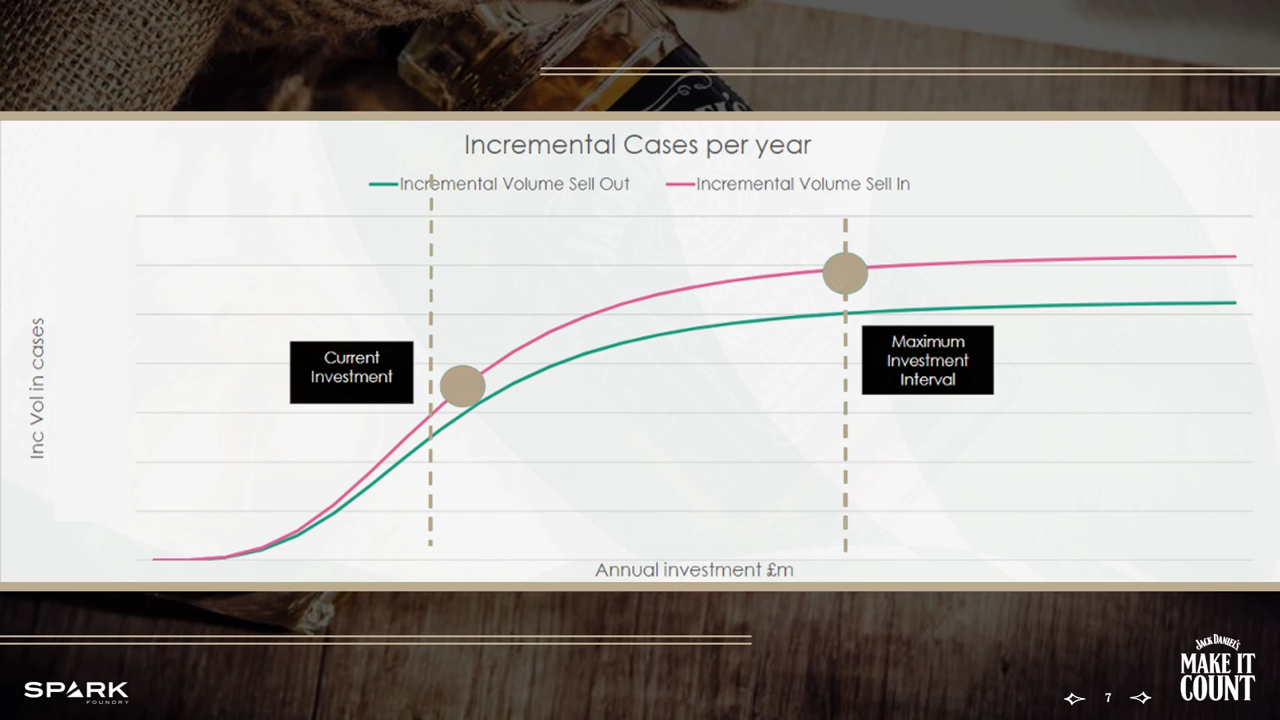 Incremental Cases per year
Incremental Volume Sell Out
Incremental Volume Sell In
Current
Investment
Maximum
Investment
Interval
Inc Vol in cases
Annual investment £m
SPARK
FOUNDRY
7
JACK DANIEL'S
MAKE IT
COUNT